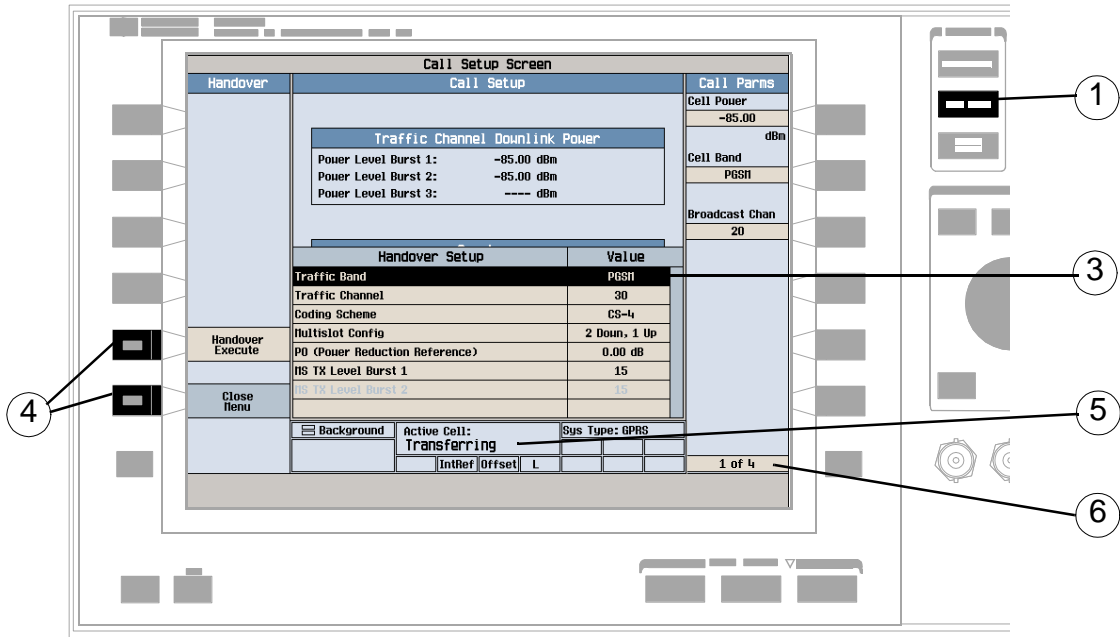 Call Setup Screen
Handover
Call Setup
Call Parms
Cell Power
-85.00
dBm
Cell Band
PGSM
Broadcast Chan
20
Traffic Channel Downlink Power
Power Level Burst 1: -85.00 dBm
Power Level Burst 2: -85.00 dBm
Power Level Burst 3: ---- dBm
Handover Setup Value
Traffic Band PGSM
Traffic Channel 30
Coding Scheme CS-4
Multislot Config 2 Down, 1 Up
P0 (Power Reduction Reference) 0.00 dB
MS TX Level Burst 1 15
MS TX Level Burst 2 15
Handover
Execute
Close
Menu
Background
Active Cell:
Transferring
Sys Type: GPRS
IntRef Offset L
1 of 4
1
3
4
5
6